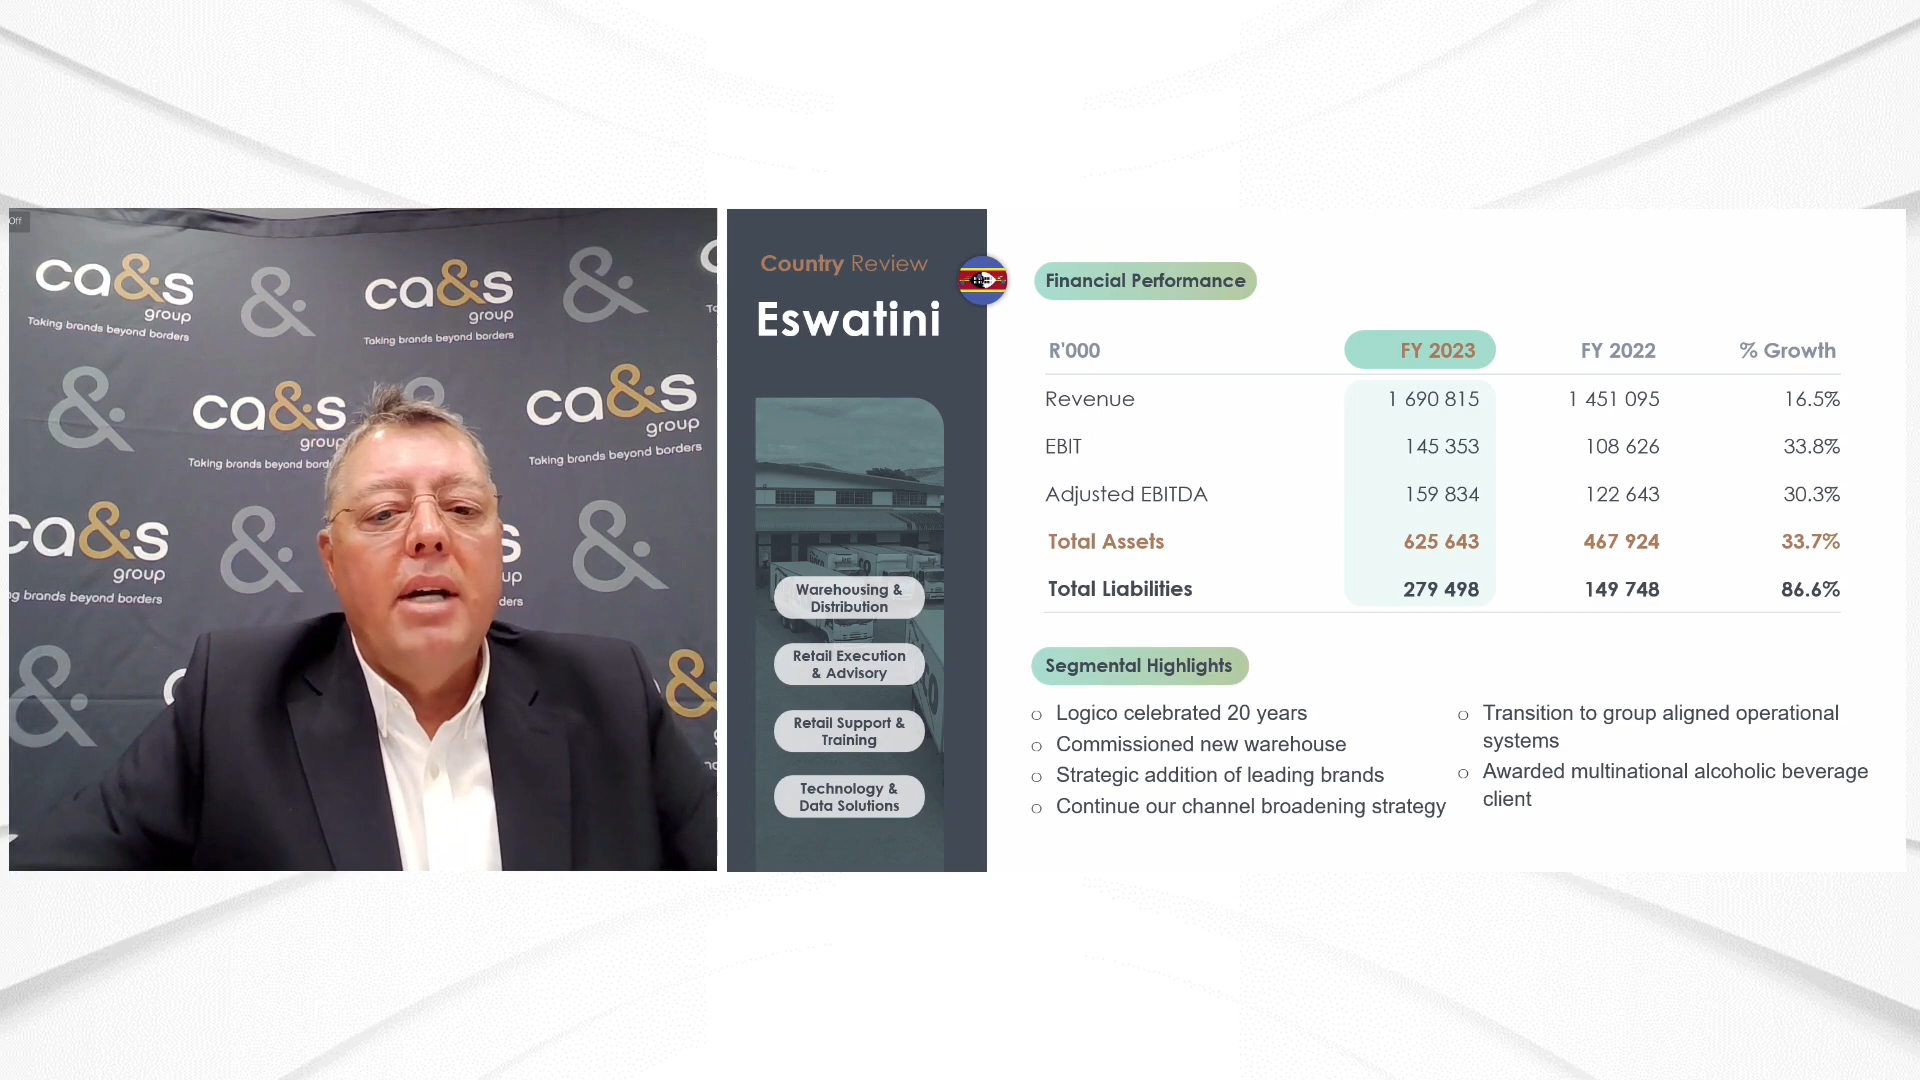 Off
ca&s
group
Taking brands beyond borders
&
ca&s
group
Taking brands beyond borders
&
&
ca&s
group
Taking brands beyond bord
&
ca&s
group
Taking brands beyond borders
ca&s
group
ng brands beyond borders
&
s
up
ders
&
&
&
Country Review
Eswatini
Warehousing &
Distribution
Retail Execution
& Advisory
Retail Support &
Training
Technology &
Data Solutions
Financial Performance
R'000 FY 2023 FY 2022 % Growth
Revenue 1 690 815 1 451 095 16.5%
EBIT 145 353 108 626 33.8%
Adjusted EBITDA 159 834 122 643 30.3%
Total Assets 625 643 467 924 33.7%
Total Liabilities 279 498 149 748 86.6%
Segmental Highlights
Logico celebrated 20 years
Commissioned new warehouse
Strategic addition of leading brands
Continue our channel broadening strategy
Transition to group aligned operational
systems
Awarded multinational alcoholic beverage
client